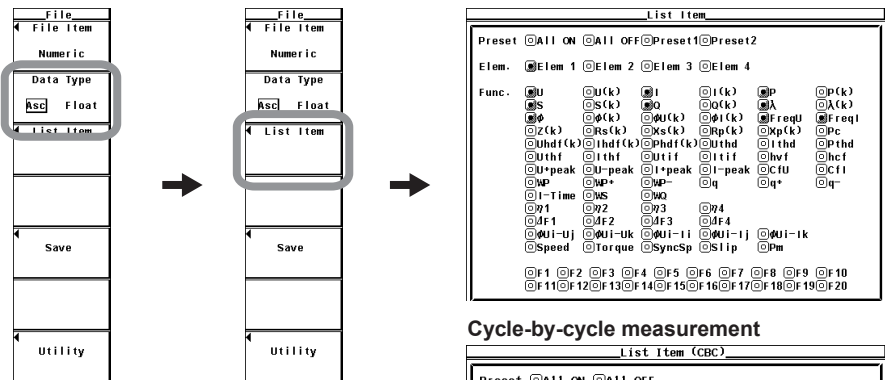 File
File Item
Numeric
Data Type
Asc Float
List Item
Save
Utility
File
File Item
Numeric
Data Type
Asc Float
List Item
Save
Utility
List Item
Preset All ON All OFF Preset1 Preset2
Elem. Elem 1 Elem 2 Elem 3 Elem 4
Func. U U(k) I I(k) P P(k)
S S(k) Q Q(k) λ λ(k)
Φ Φ(k) ΦU(k) ΦI(k) FreqU FreqI
Z(k) Rs(k) Xs(k) Rp(k) Xp(k) Pc
Uhdf(k) Ihdf(k) Phdf(k) Uthd Ithd Pthd
Uthf Ithf Utif Itif hvf hcf
U+peak U-peak I+peak I-peak CfU CfI
WP WP+ WP- q q+ q-
I-Time WS WQ
η1 η2 η3 η4
ΔF1 ΔF2 ΔF3 ΔF4
ΦUi-Uj ΦUi-Uk ΦUi-Ii ΦUi-Ij ΦUi-Ik
Speed Torque SyncSp Slip Pm
F1 F2 F3 F4 F5 F6 F7 F8 F9 F10
F11 F12 F13 F14 F15 F16 F17 F18 F19 F20
Cycle-by-cycle measurement
List Item (CBC)
Preset All ON All OFF